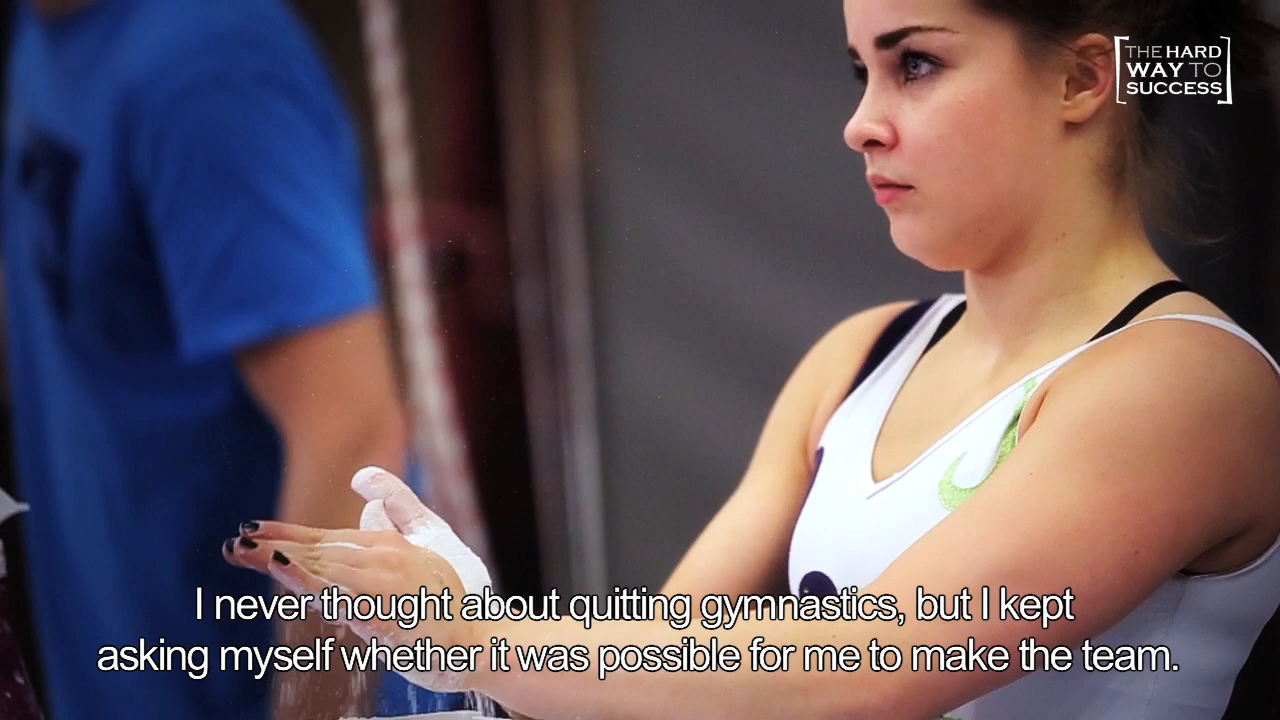 [THE HARD
WAY TO
SUCCESS]
I never thought about quitting gymnastics, but I kept
asking myself whether it was possible for me to make the team.